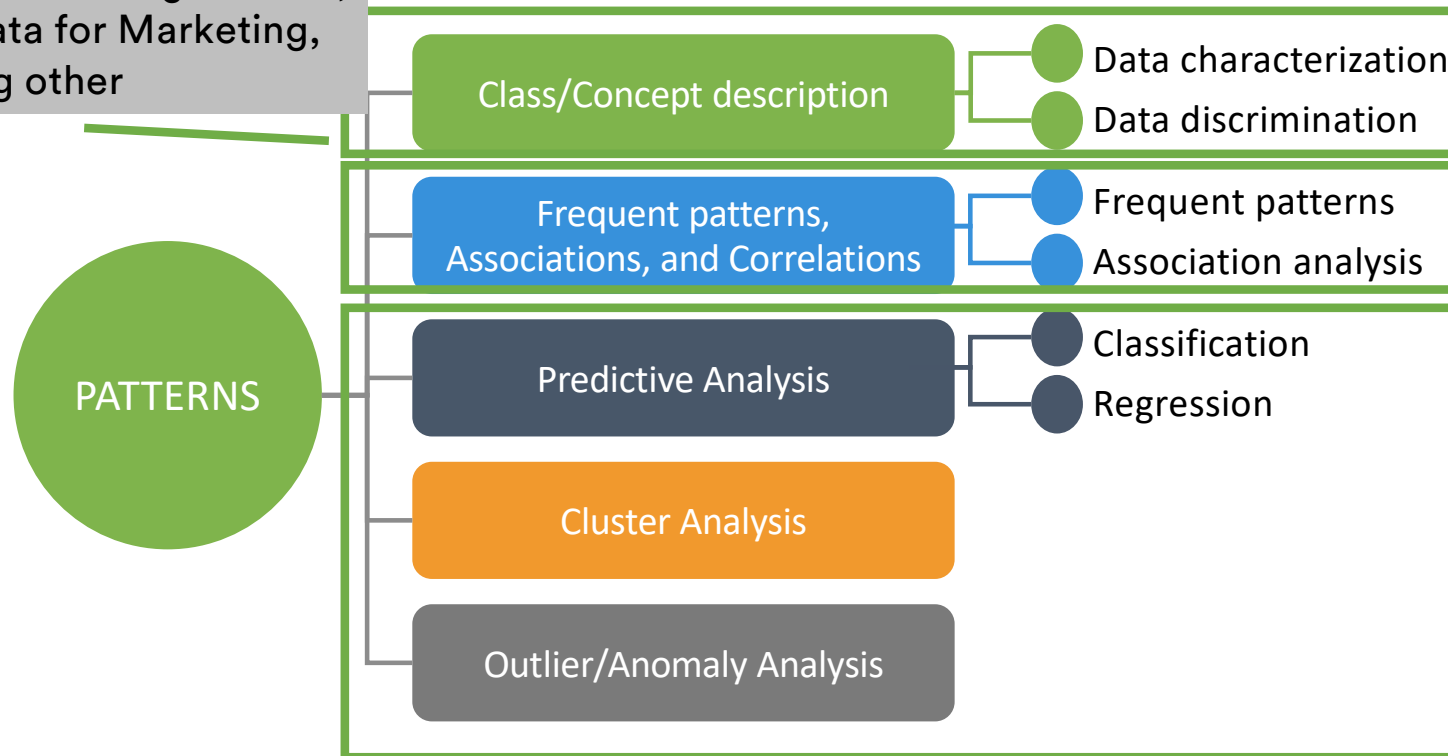 ata for Marketing,
g other
Class/Concept description
Data characterization
Data discrimination
Frequent patterns,
Associations, and Correlations
Frequent patterns
Association analysis
PATTERNS
Predictive Analysis
Classification
Regression
Cluster Analysis
Outlier/Anomaly Analysis